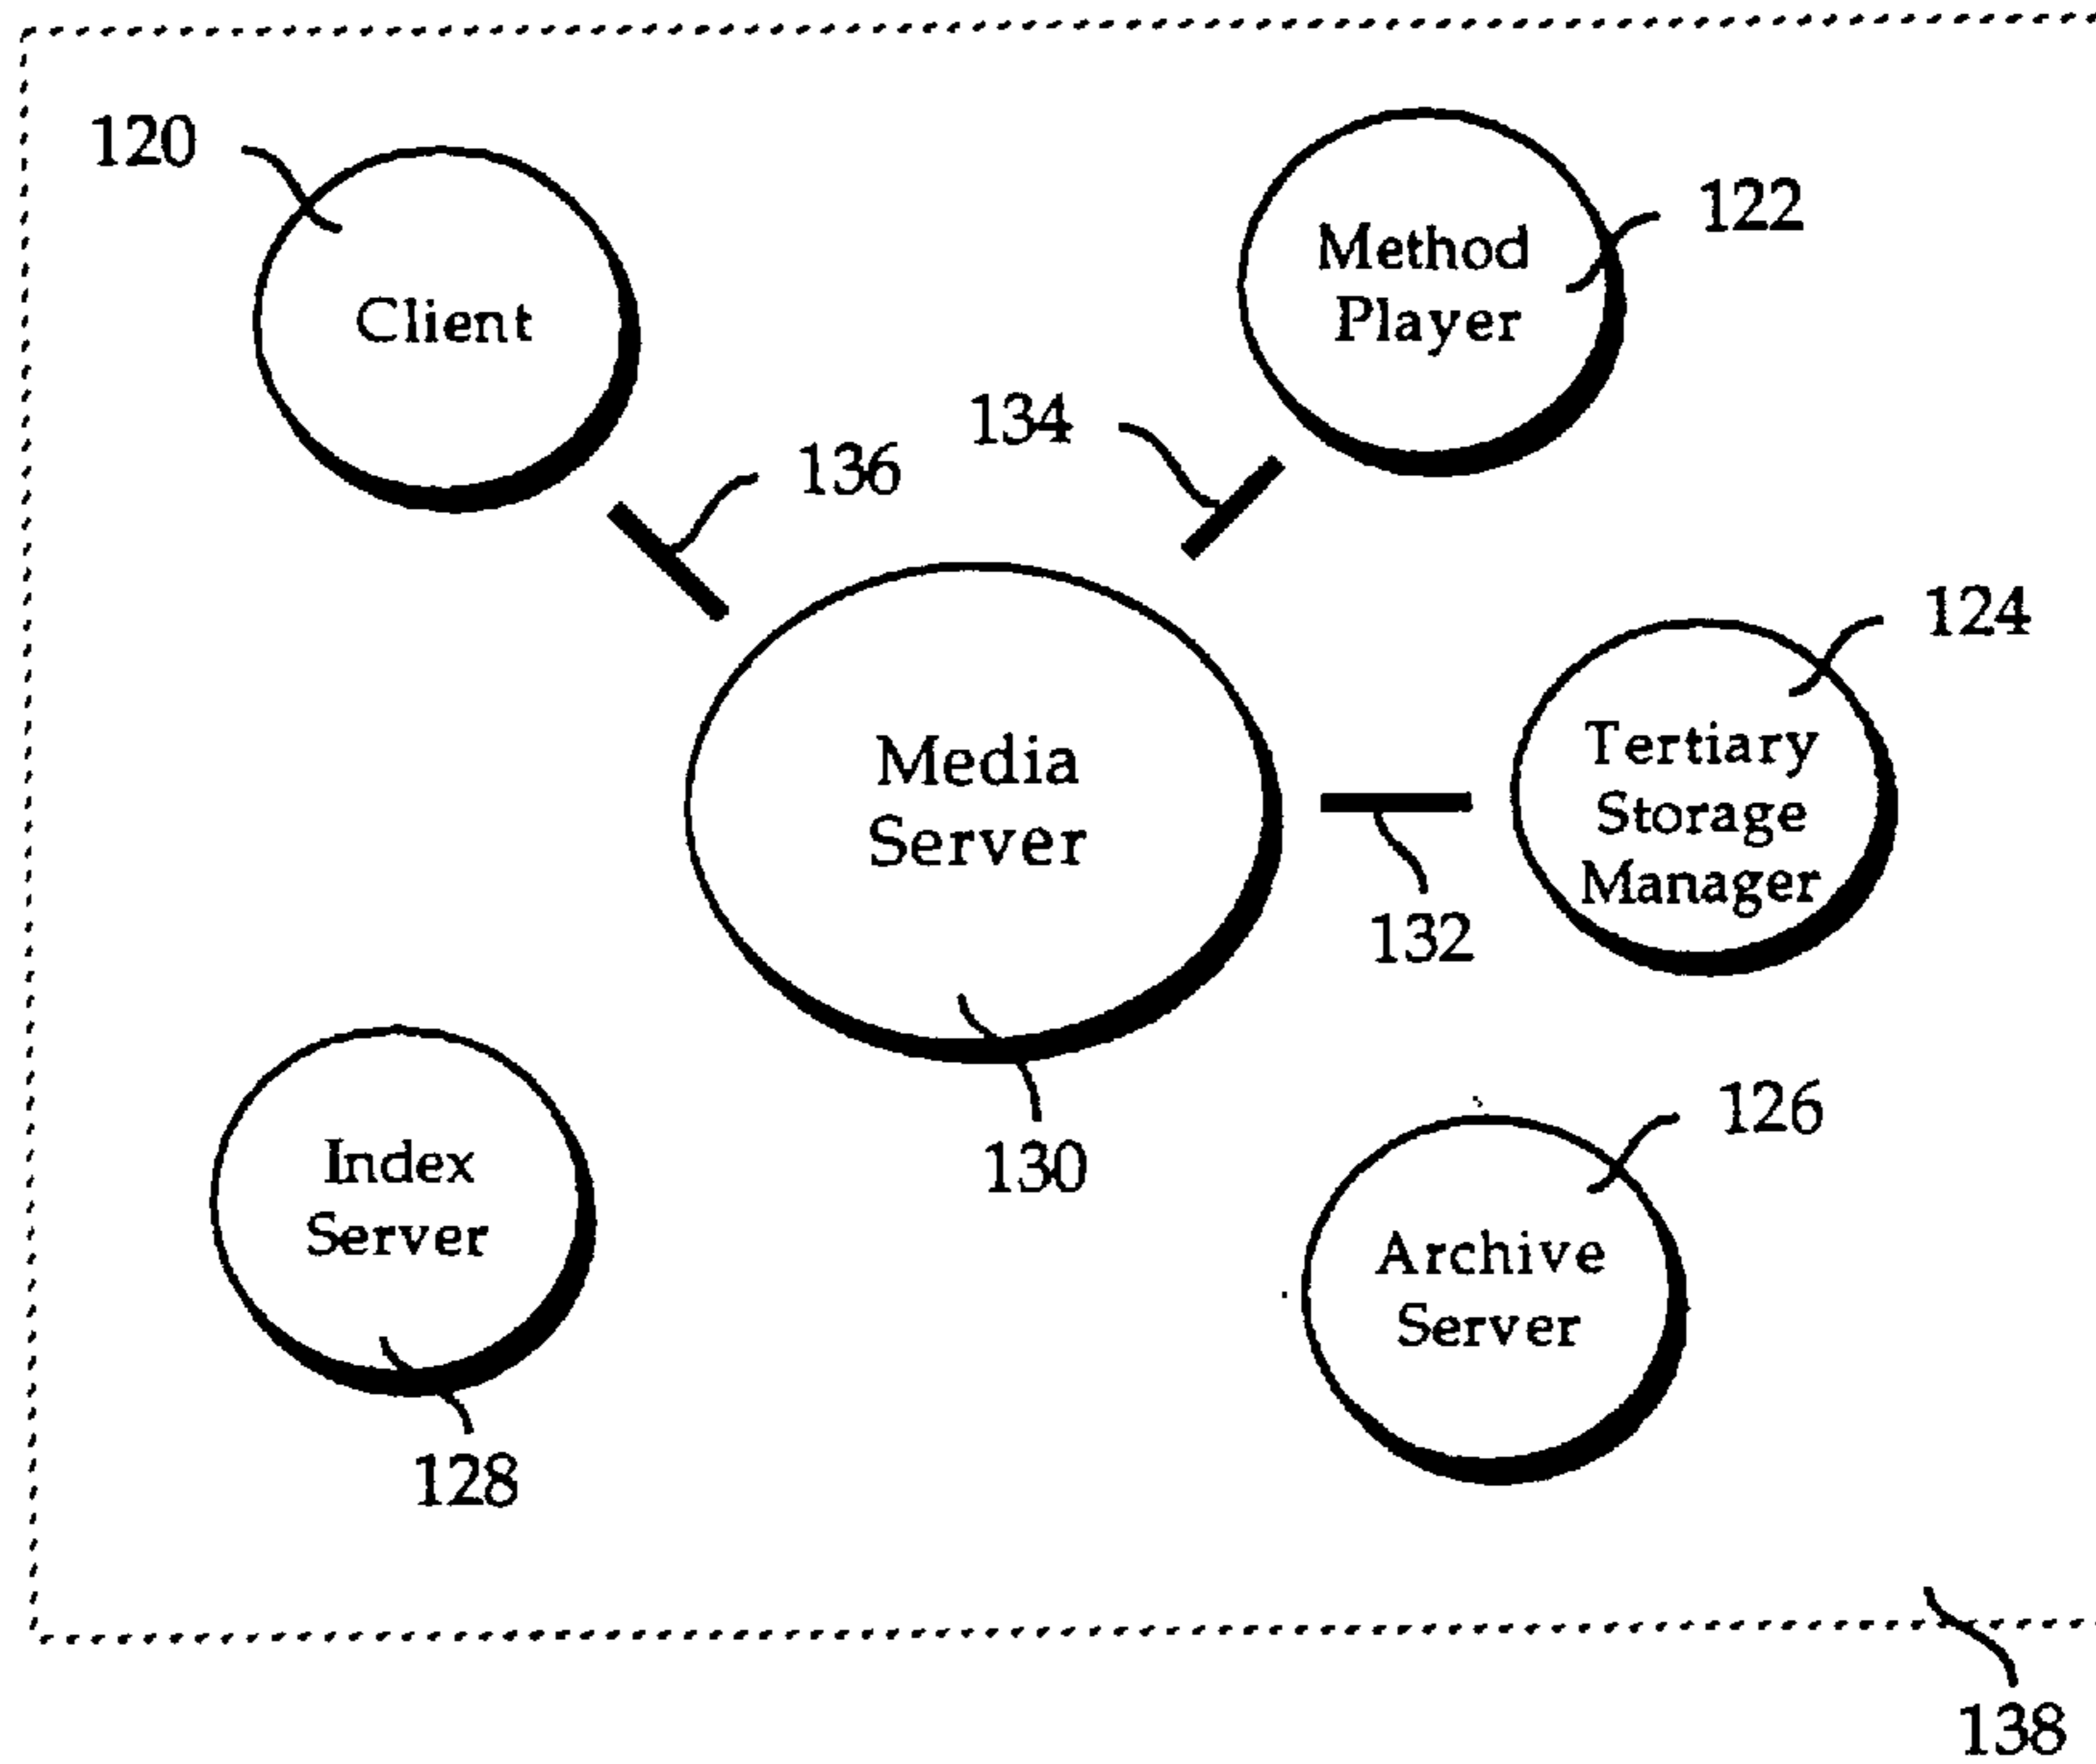 120
Client
Method
Player
122
134
136
Media
Server
124
Tertiary
Storage
Manager
132
Index
Server
130
126
Archive
Server
128
138